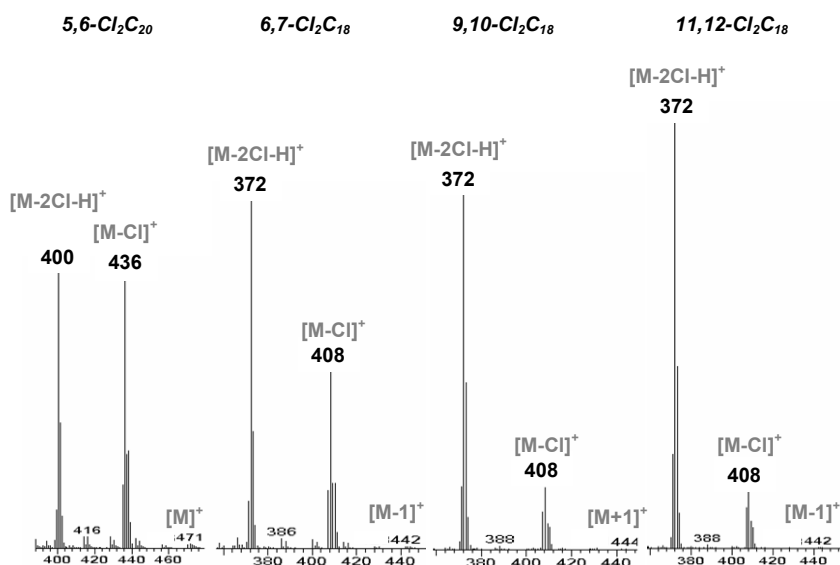 5,6-Cl₂C₂₀
[M-2Cl-H]⁺
400
[M-Cl]⁺
436
416
[M]⁺
471
400 420 440 460
6,7-Cl₂C₁₈
[M-2Cl-H]⁺
372
[M-Cl]⁺
408
386
[M-1]⁺
442
380 400 420 440
9,10-Cl₂C₁₈
[M-2Cl-H]⁺
372
[M-Cl]⁺
408
388
[M+1]⁺
444
380 400 420 440
11,12-Cl₂C₁₈
[M-2Cl-H]⁺
372
[M-Cl]⁺
408
388
[M-1]⁺
442
380 400 420 440